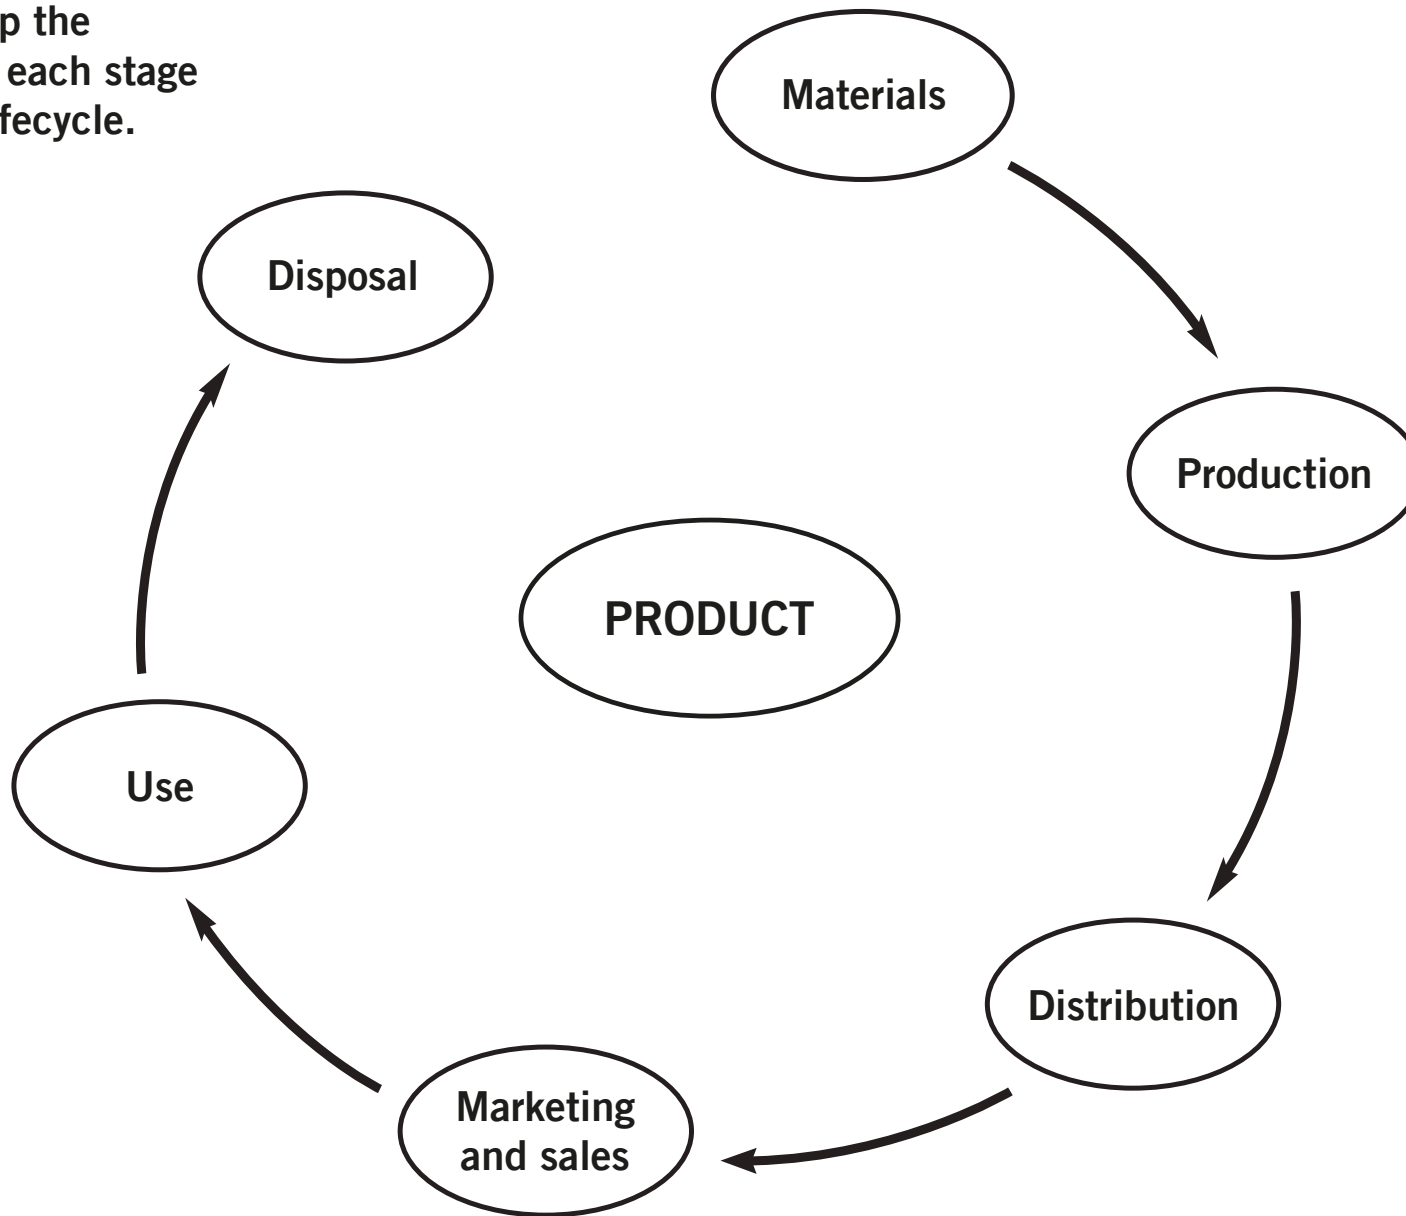 p the
each stage
fecycle.
Materials
Production
Distribution
Marketing
and sales
Use
Disposal
PRODUCT